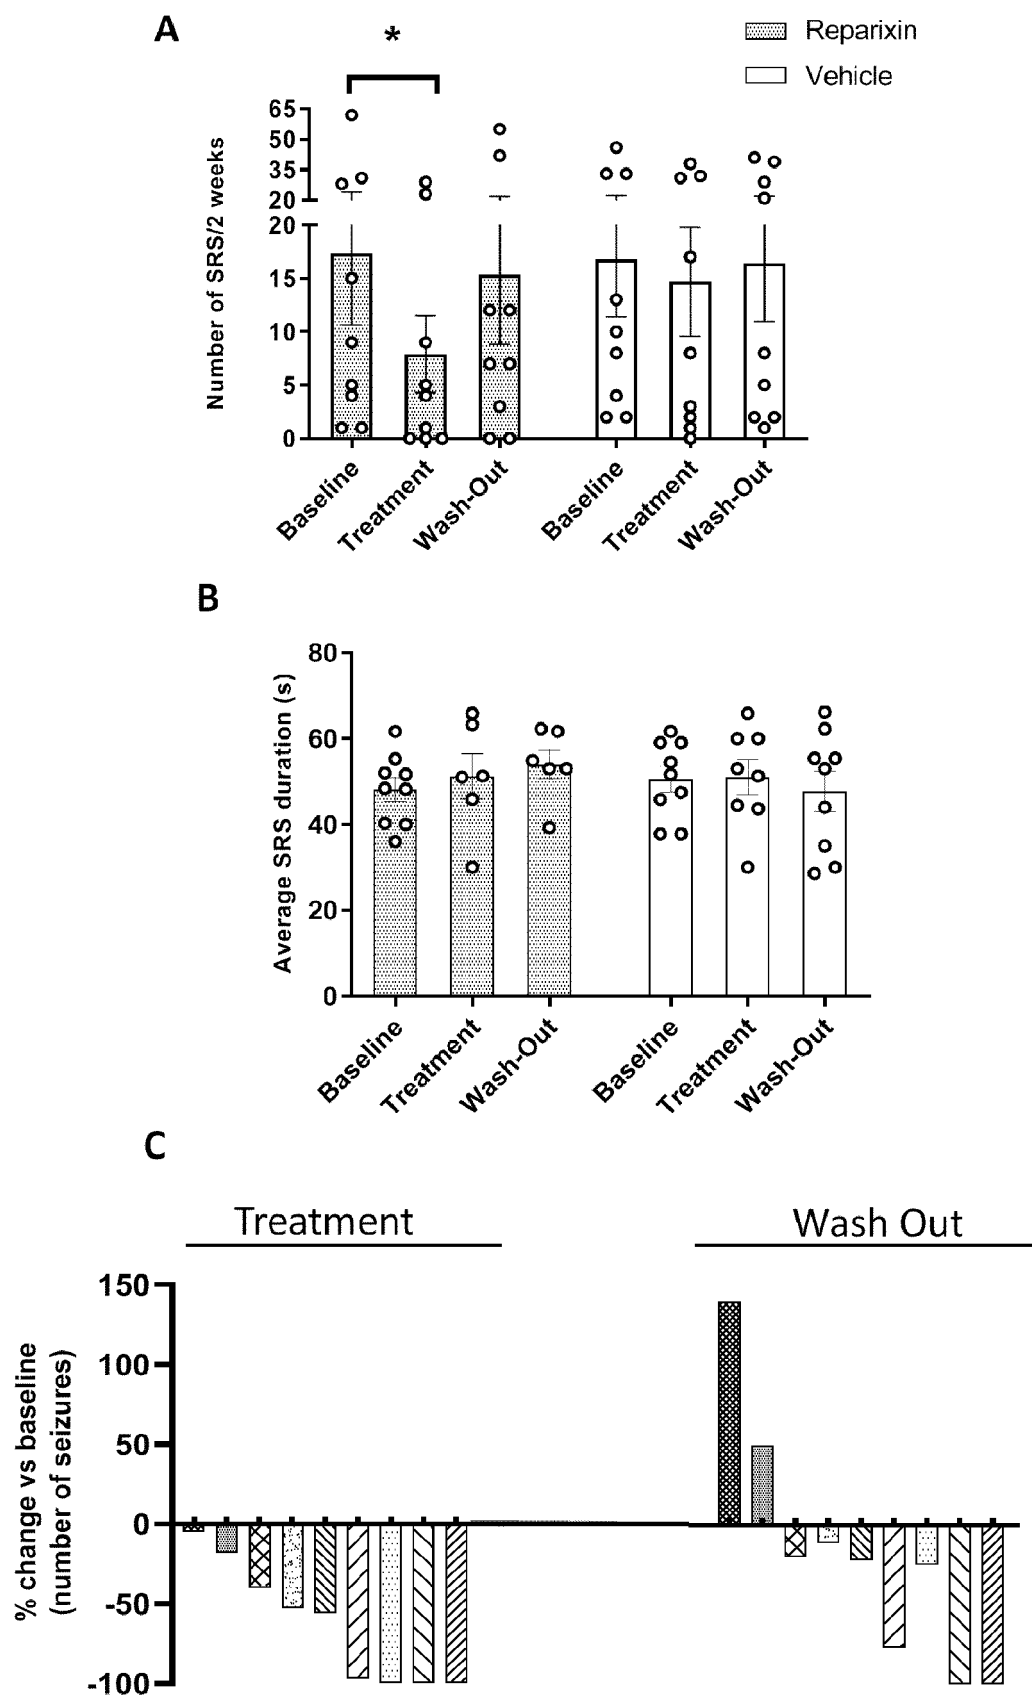 A
*
Reparixin
Vehicle
Number of SRS/2 weeks
65
50
35
20
20
15
10
5
0
Baseline
Treatment
Wash-Out
Baseline
Treatment
Wash-Out
B
Average SRS duration (s)
80
60
40
20
0
Baseline
Treatment
Wash-Out
Baseline
Treatment
Wash-Out
C
Treatment
Wash Out
% change vs baseline
(number of seizures)
150
100
50
0
-50
-100